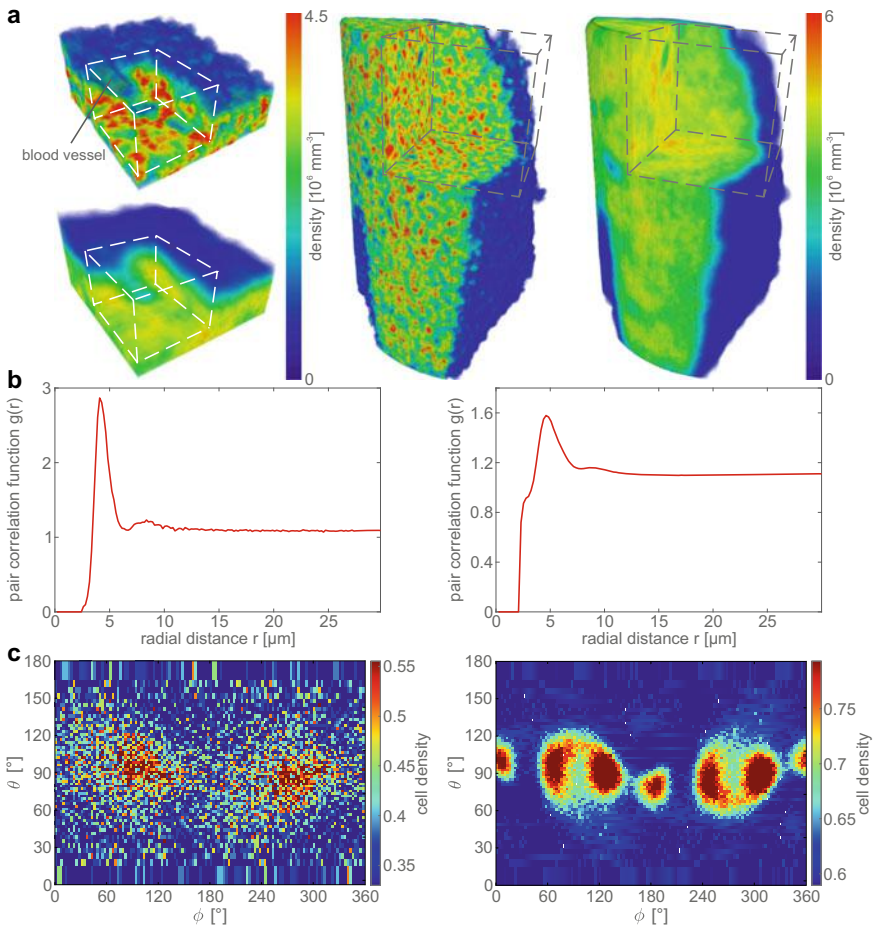 a
blood vessel
4.5
density [10⁶ mm⁻³]
0
6
density [10⁶ mm⁻³]
0
b
pair correlation function g(r)
3
2
1
0
0 5 10 15 20 25
radial distance r [µm]
pair correlation function g(r)
1.6
1.2
0.8
0.4
0
0 5 10 15 20 25
radial distance r [µm]
c
θ [°]
180
150
120
90
60
30
0
0 60 120 180 240 300 360
ϕ [°]
0.55
0.5
0.45
0.4
0.35
cell density
θ [°]
180
150
120
90
60
30
0
0 60 120 180 240 300 360
ϕ [°]
0.75
0.7
0.65
0.6
cell density